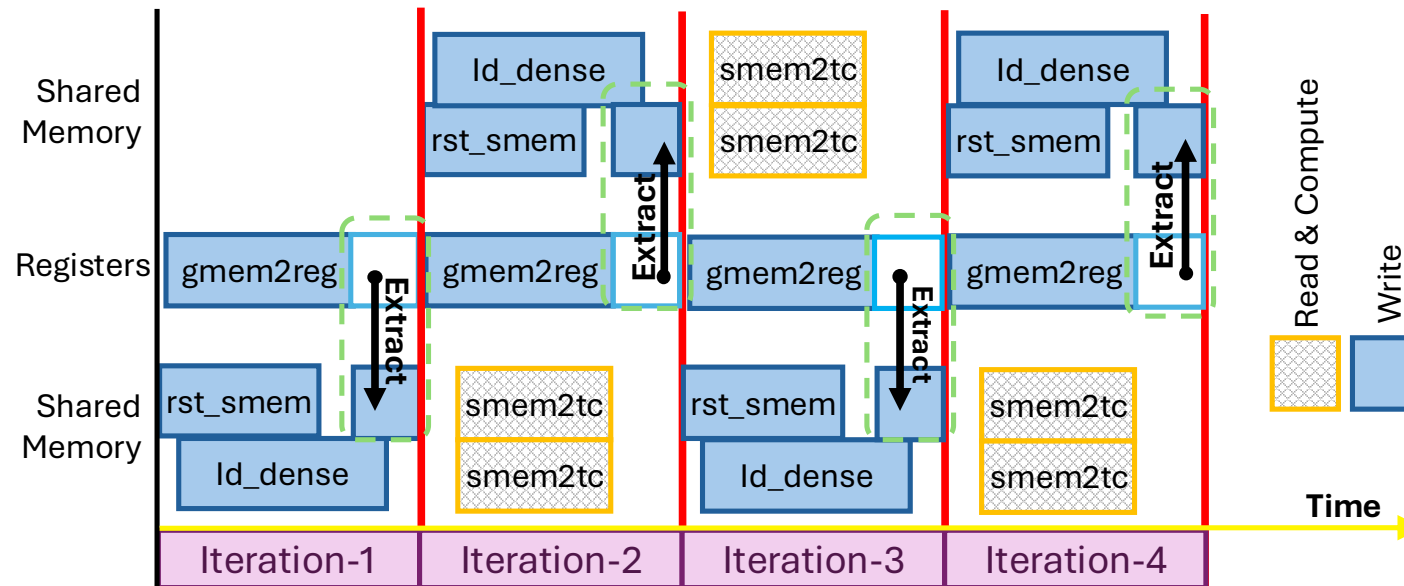 Shared
Memory
ld_dense
rst_smem
smem2tc
smem2tc
ld_dense
rst_smem
Extract
Extract
Registers
gmem2reg
gmem2reg
gmem2reg
gmem2reg
Extract
Extract
Shared
Memory
rst_smem
ld_dense
smem2tc
smem2tc
rst_smem
ld_dense
smem2tc
smem2tc
Read & Compute
Write
Time
Iteration-1
Iteration-2
Iteration-3
Iteration-4